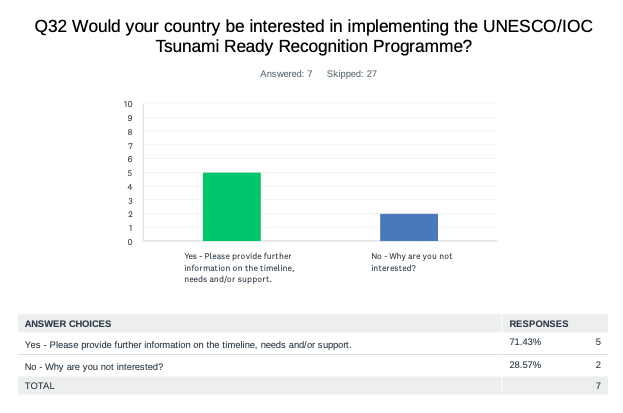 Q32 Would your country be interested in implementing the UNESCO/IOC
Tsunami Ready Recognition Programme?
Answered: 7 Skipped: 27
10
9
8
7
6
5
4
3
2
1
0
Yes - Please provide further
information on the timeline,
needs and/or support.
No - Why are you not
interested?
ANSWER CHOICES RESPONSES
Yes - Please provide further information on the timeline, needs and/or support. 71.43% 5
No - Why are you not interested? 28.57% 2
TOTAL 7